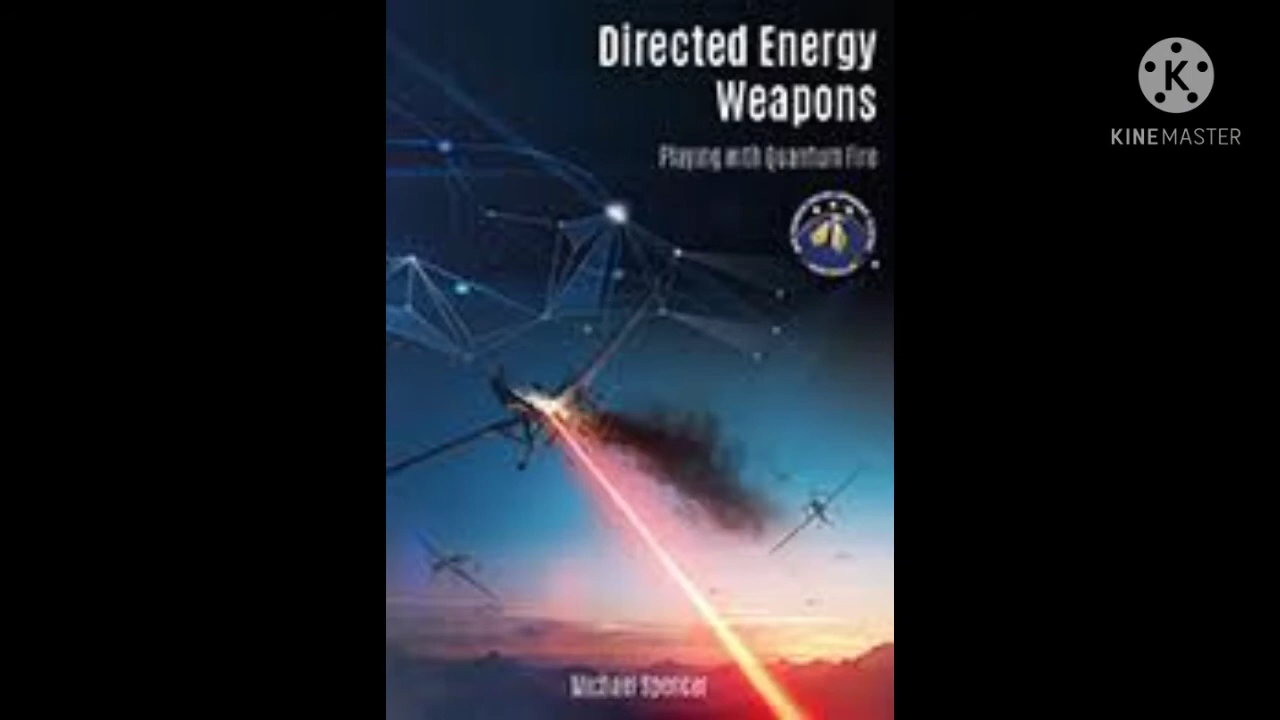 Directed Energy
Weapons
Playing with Quantum Fire
KINEMASTER
Michael Spencer